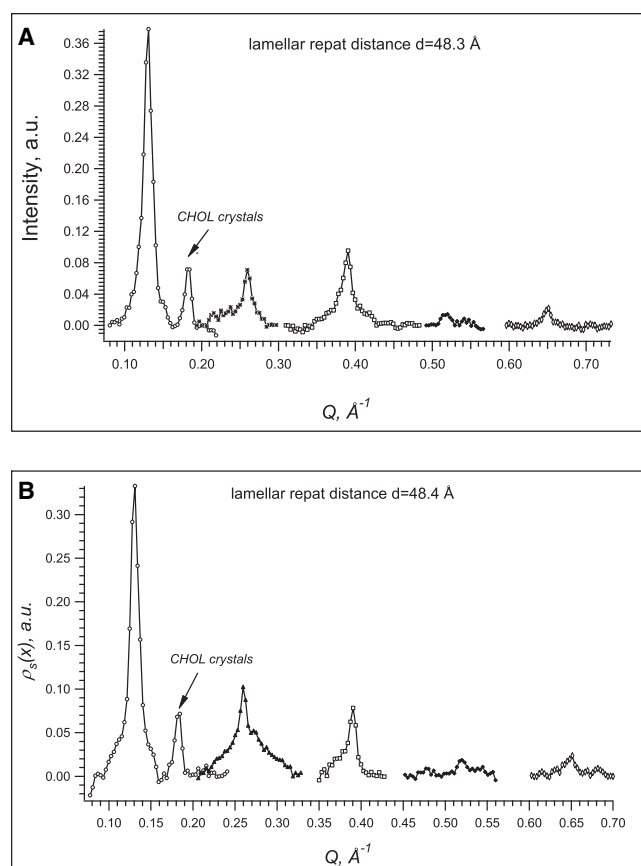 A
lamellar repat distance d=48.3 Å
0.36
0.32
0.28
0.24
0.20
0.16
0.12
0.08
0.04
0.00
Intensity, a.u.
CHOL crystals
0.10 0.20 0.30 0.40 0.50 0.60 0.70
Q, Å⁻¹
B
lamellar repat distance d=48.4 Å
0.30
0.25
0.20
0.15
0.10
0.05
0.00
ρₛ(x), a.u.
CHOL crystals
0.10 0.15 0.20 0.25 0.30 0.35 0.40 0.45 0.50 0.55 0.60 0.65 0.70
Q, Å⁻¹